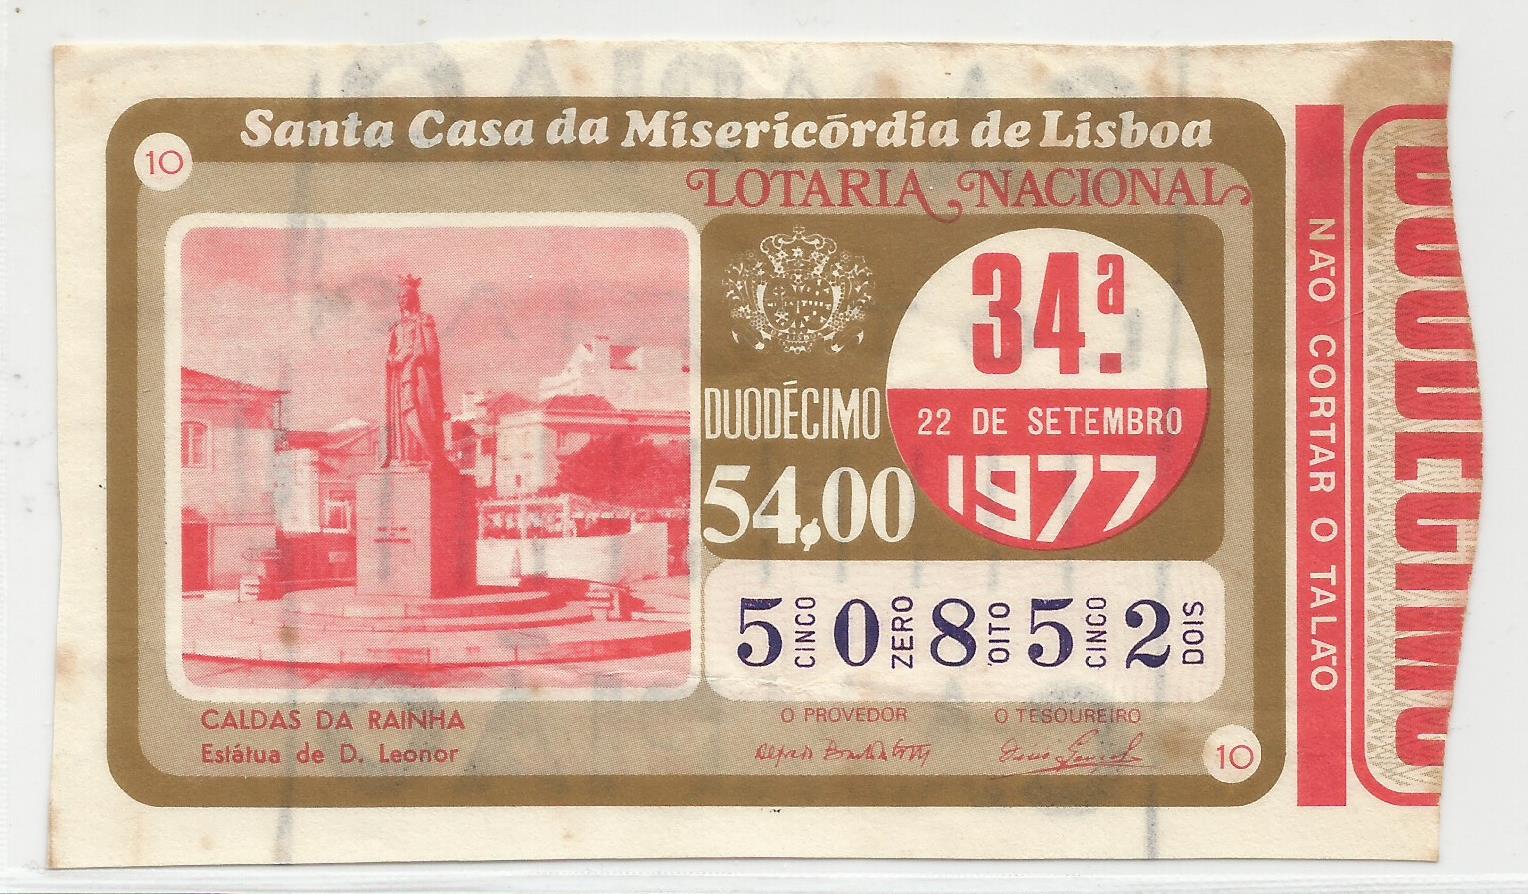 Santa Casa da Misericórdia de Lisboa
10
LOTARIA NACIONAL
34.ª
DUODÉCIMO
22 DE SETEMBRO
54,00
1977
5 CINCO 0 ZERO 8 OITO 5 CINCO 2 DOIS
CALDAS DA RAINHA
Estátua de D. Leonor
O PROVEDOR
O TESOUREIRO
10
NÃO CORTAR O TALÃO
DUODÉCIMO